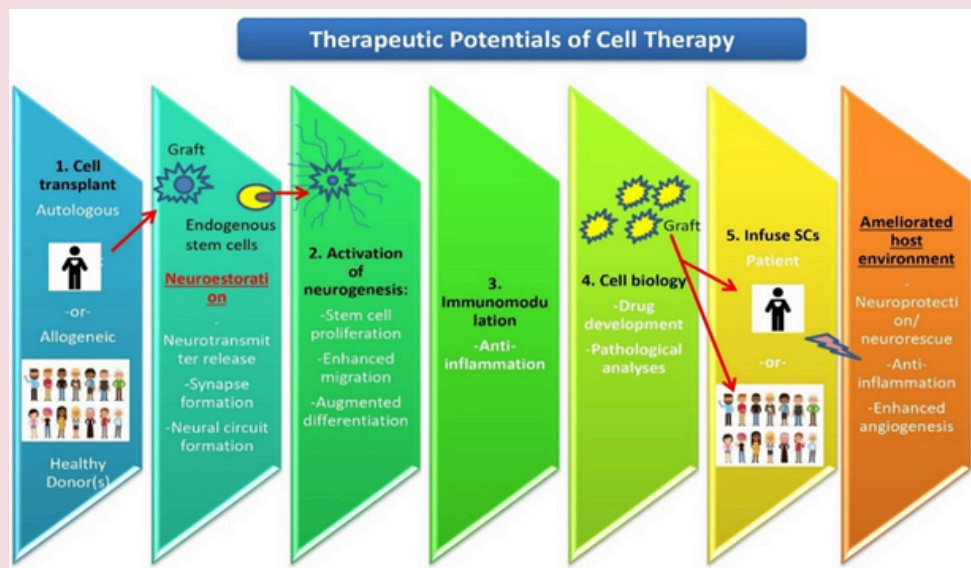 Therapeutic Potentials of Cell Therapy
1. Cell
transplant
Autologous
-or-
Allogeneic
Healthy
Donor(s)
Graft
Endogenous
stem cells
Neuroestorati
on
-
Neurotransmit
ter release
-Synapse
formation
-Neural circuit
formation
2. Activation
of
neurogenesis:
-Stem cell
proliferation
-Enhanced
migration
-Augmented
differentiation
3.
Immunomodu
lation
-Anti-
inflammation
Graft
4. Cell biology
-Drug
development
-Pathological
analyses
5. Infuse SCs
Patient
-or-
Ameliorated
host
environment
-
Neuroprotecti
on/
neurorescue
-Anti-
inflammation
-Enhanced
angiogenesis